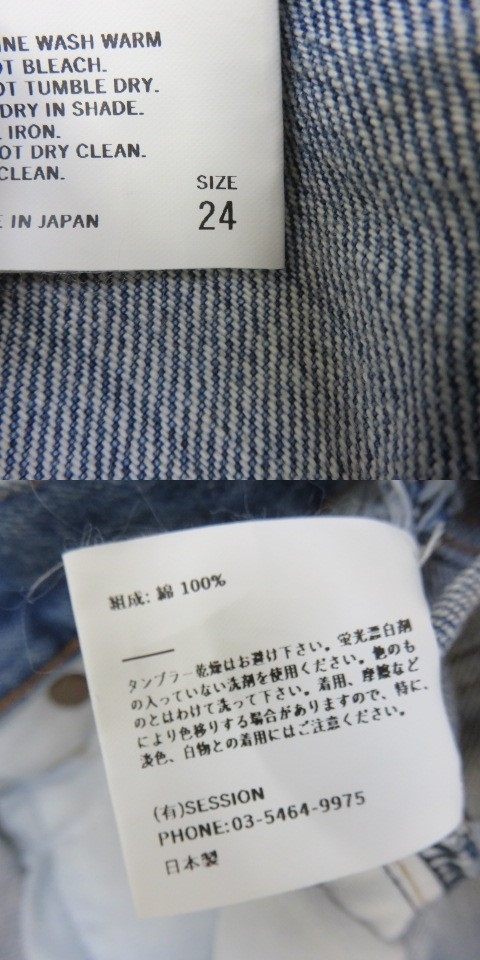 NE WASH WARM
OT BLEACH.
OT TUMBLE DRY.
DRY IN SHADE.
IRON.
OT DRY CLEAN.
CLEAN.
SIZE
24
E IN JAPAN
組成: 綿 100%
タンブラー乾燥はお避け下さい。蛍光漂白剤
の入っていない洗剤を使用ください。他のも
のとはわけて洗って下さい。着用、摩擦など
により色移りする場合がありますので、特に、
淡色、白物との着用にはご注意ください。
(有)SESSION
PHONE:03-5464-9975
日本製